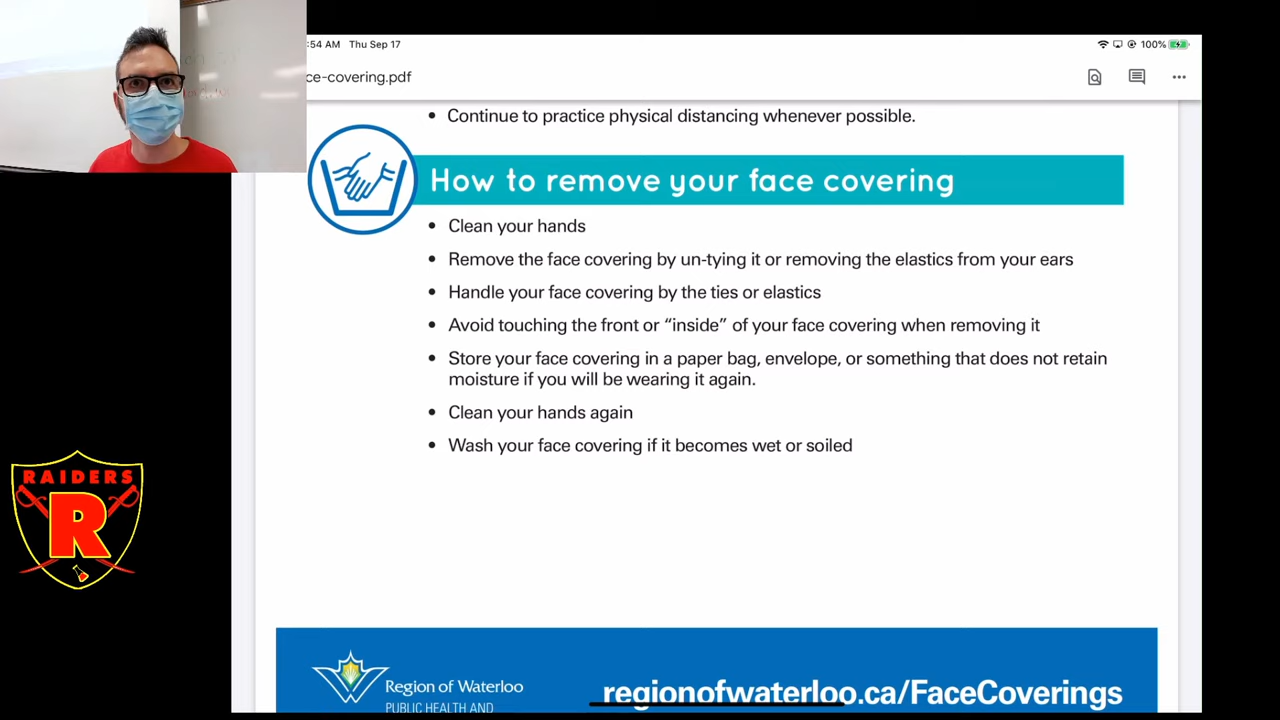 :54 AM Thu Sep 17
100%
ce-covering.pdf
• Continue to practice physical distancing whenever possible.
How to remove your face covering
• Clean your hands
• Remove the face covering by un-tying it or removing the elastics from your ears
• Handle your face covering by the ties or elastics
• Avoid touching the front or “inside” of your face covering when removing it
• Store your face covering in a paper bag, envelope, or something that does not retain
moisture if you will be wearing it again.
• Clean your hands again
• Wash your face covering if it becomes wet or soiled
RAIDERS
R
Region of Waterloo
PUBLIC HEALTH AND
regionofwaterloo.ca/FaceCoverings